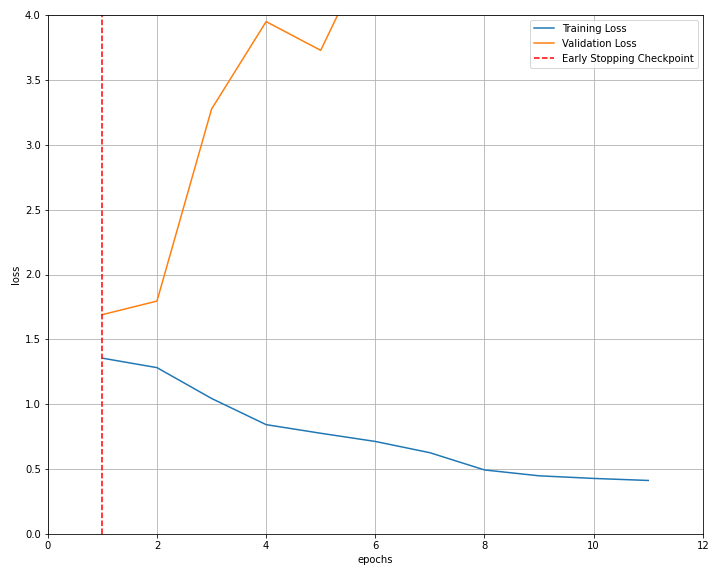 4.0
3.5
3.0
2.5
2.0
1.5
1.0
0.5
0.0
loss
Training Loss
Validation Loss
Early Stopping Checkpoint
0 2 4 6 8 10 12
epochs